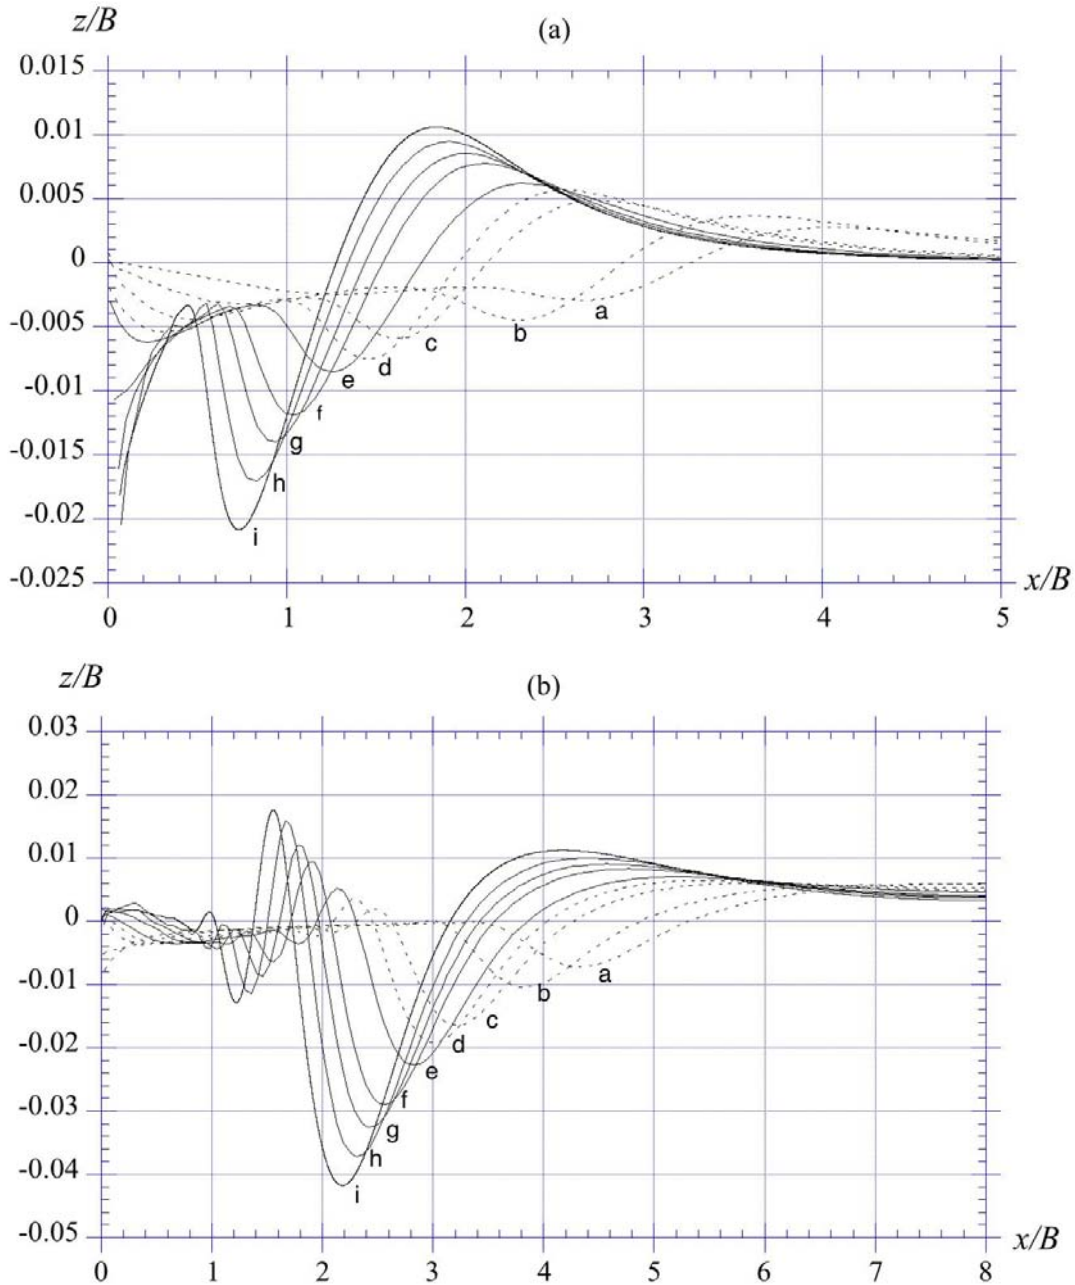 z/B
(a)
0.015
0.01
0.005
0
-0.005
-0.01
-0.015
-0.02
-0.025
a
b
c
d
e
f
g
h
i
x/B
0 1 2 3 4 5
z/B
(b)
0.03
0.02
0.01
0
-0.01
-0.02
-0.03
-0.04
-0.05
a
b
c
d
e
f
g
h
i
x/B
0 1 2 3 4 5 6 7 8